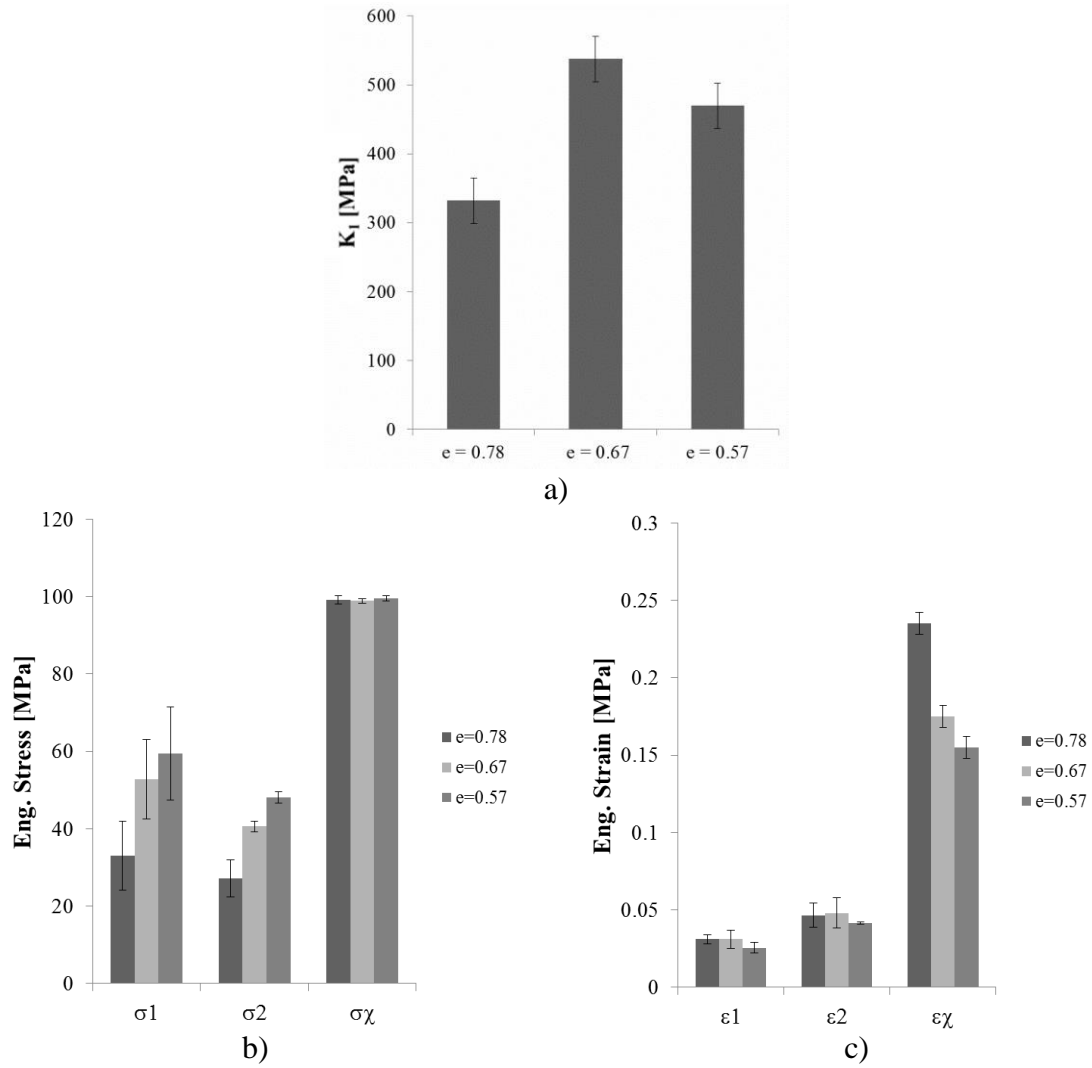 600
500
400
300
200
100
0
K₁ [MPa]
e = 0.78 e = 0.67 e = 0.57
a)
120
100
80
60
40
20
0
Eng. Stress [MPa]
σ1 σ2 σχ
e=0.78
e=0.67
e=0.57
b)
0.3
0.25
0.2
0.15
0.1
0.05
0
Eng. Strain [MPa]
ε1 ε2 εχ
e=0.78
e=0.67
e=0.57
c)